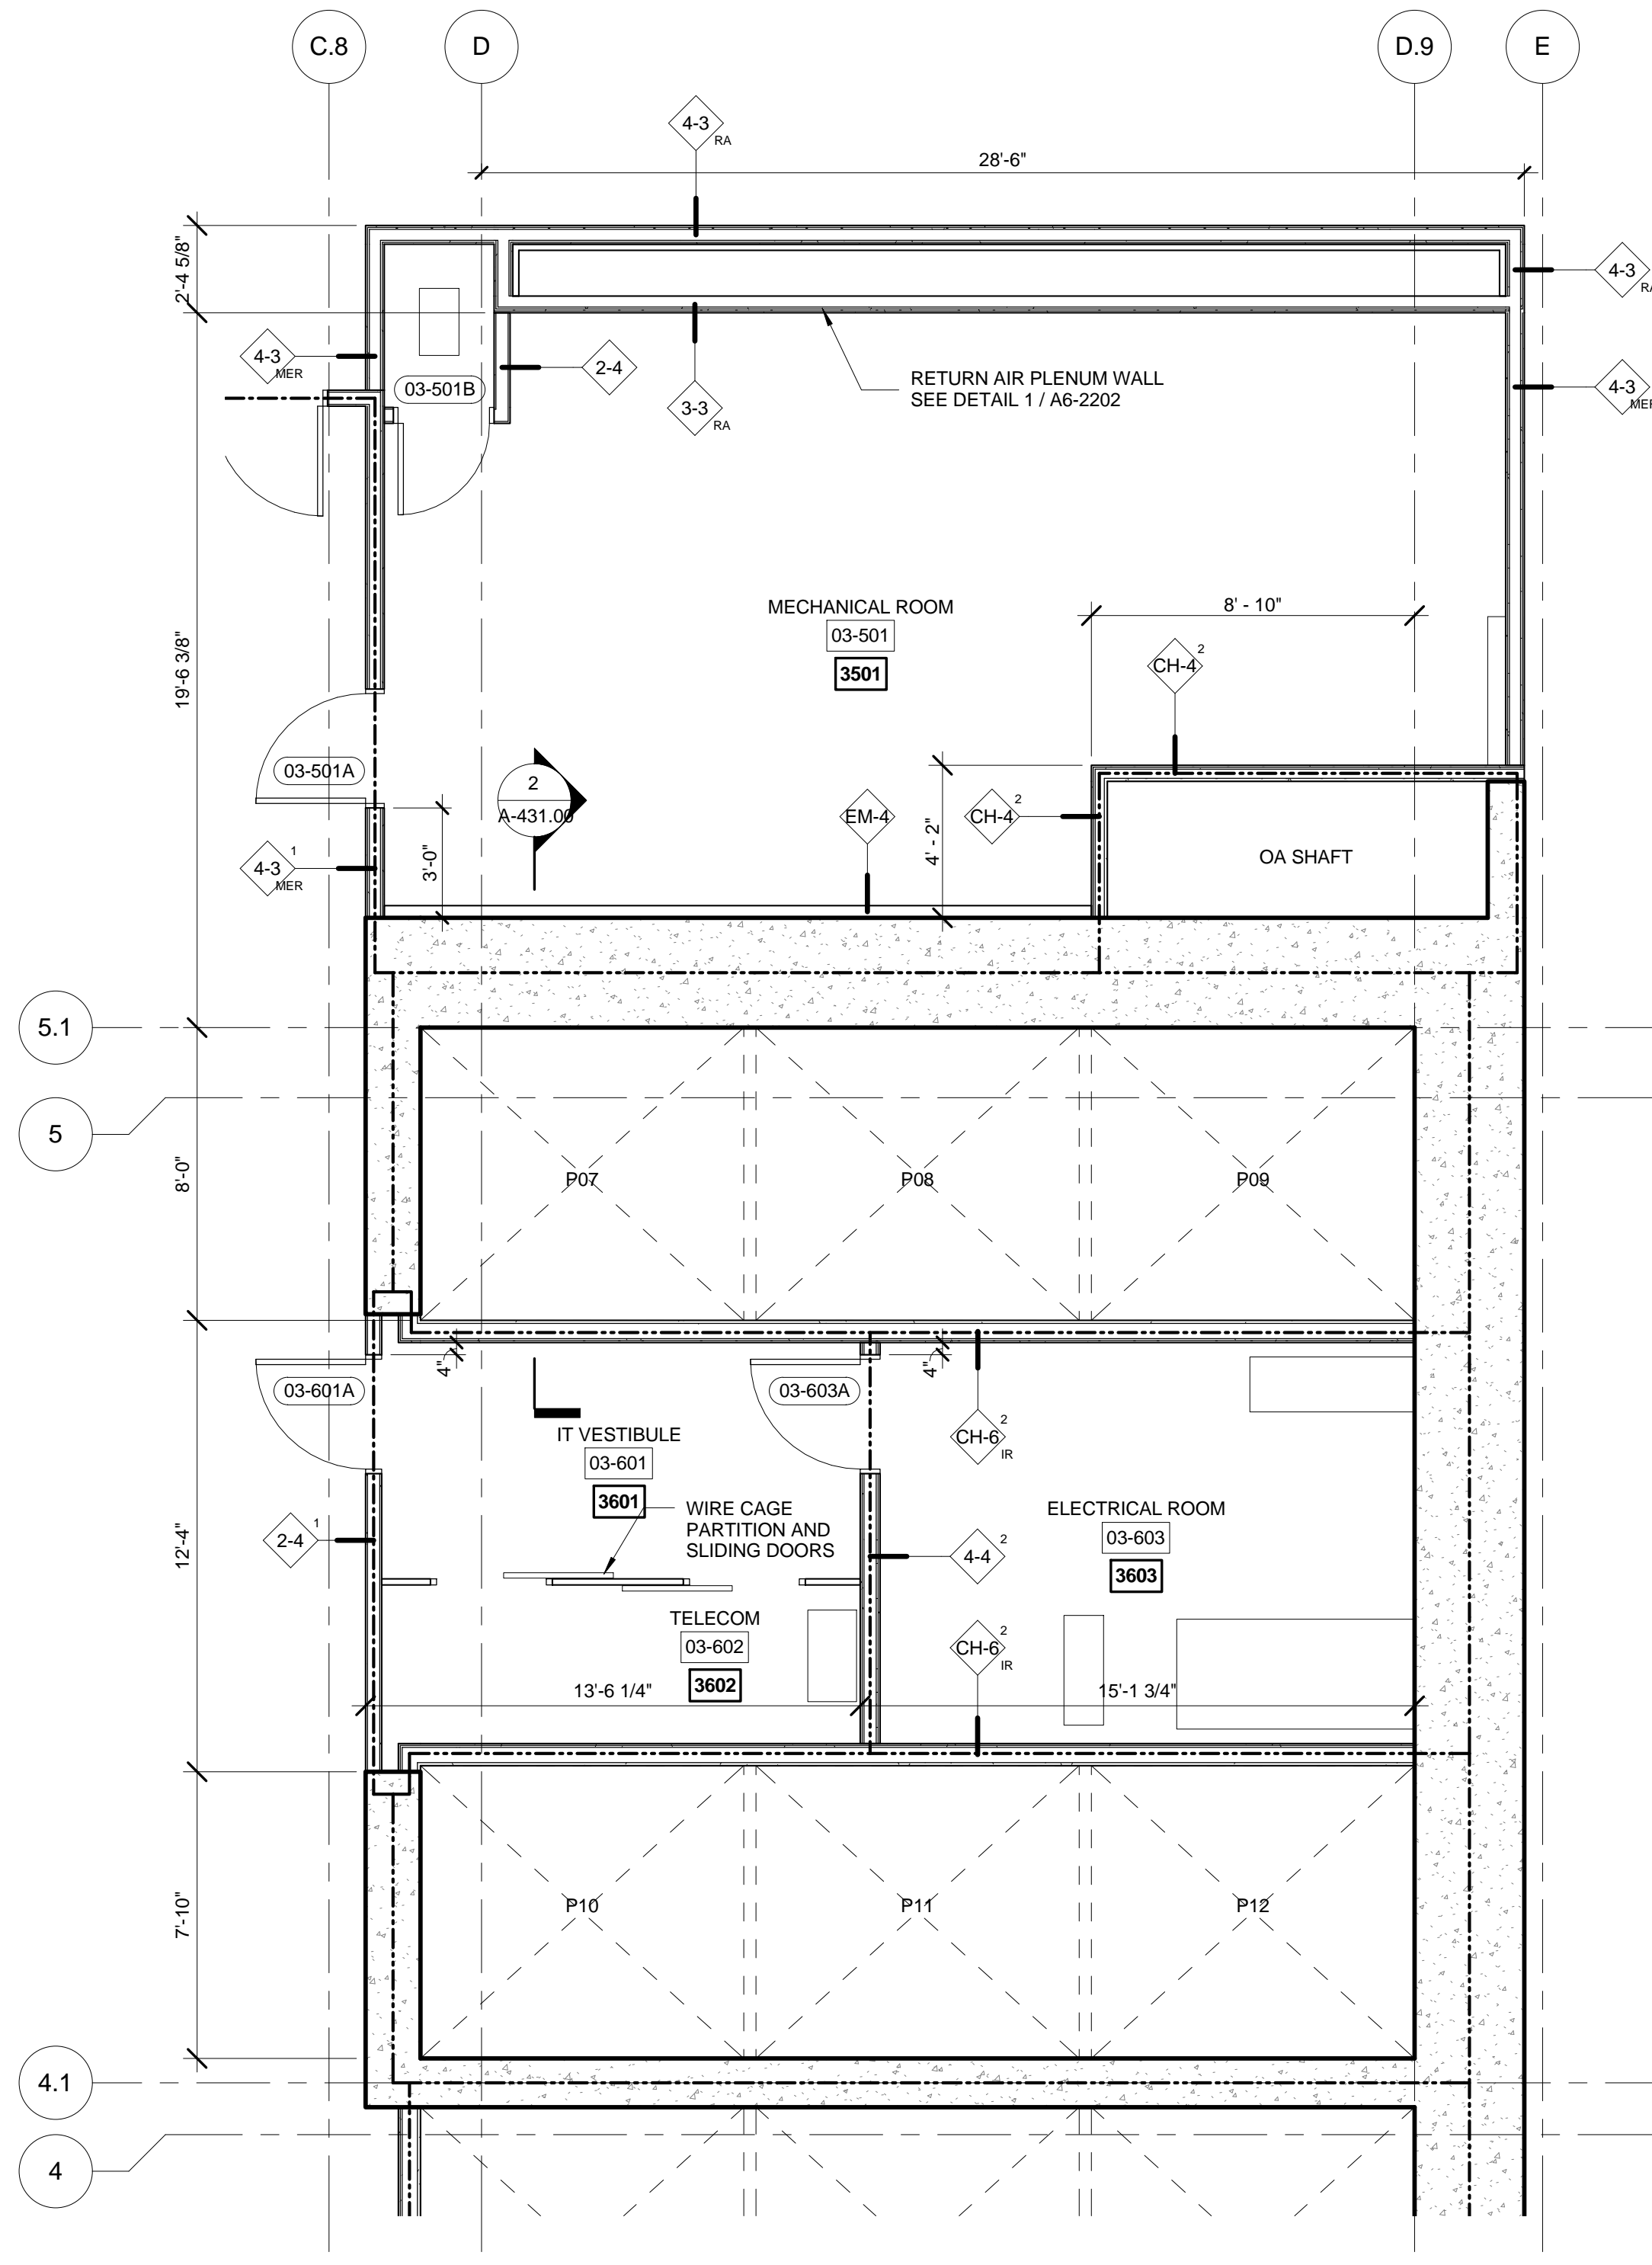 C.8
D
D.9
E
4-3
RA
28'-6"
2'-4 5/8"
4-3
RA
4-3
MER
03-501B
2-4
3-3
RA
RETURN AIR PLENUM WALL
SEE DETAIL 1 / A6-2202
4-3
MER
19'-6 3/8"
MECHANICAL ROOM
03-501
3501
8' - 10"
CH-4
2
03-501A
2
A-431.00
3'-0"
EM-4
4' - 2"
CH-4
2
OA SHAFT
4-3
1
MER
5.1
5
8'-0"
P07
P08
P09
4"
4"
03-601A
03-603A
IT VESTIBULE
03-601
3601
CH-6
2
IR
WIRE CAGE
PARTITION AND
SLIDING DOORS
ELECTRICAL ROOM
03-603
3603
2-4
1
12'-4"
4-4
2
TELECOM
03-602
3602
CH-6
2
IR
13'-6 1/4"
15'-1 3/4"
7'-10"
P10
P11
P12
4.1
4